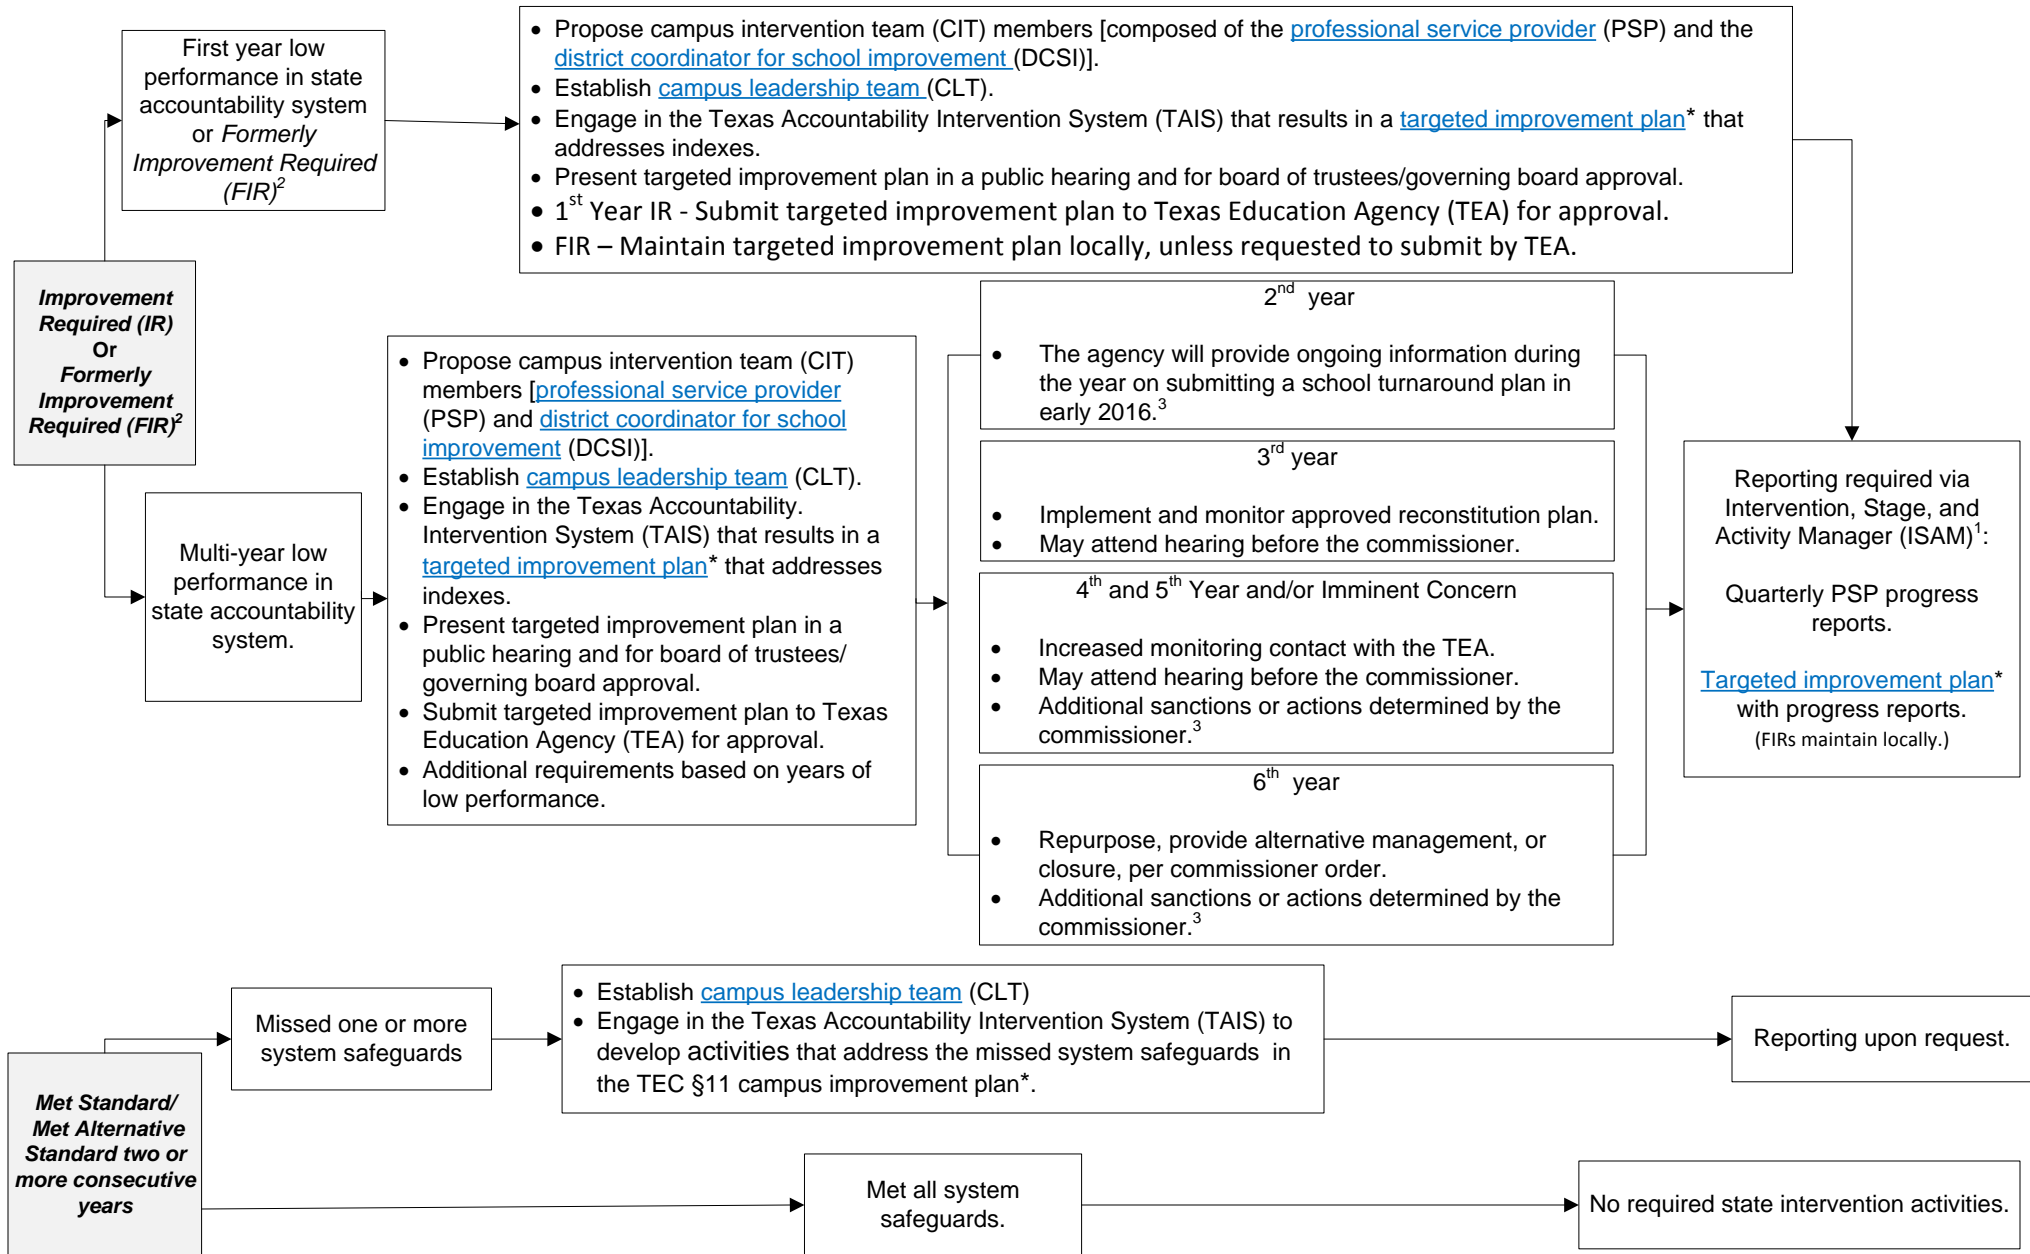 First year low
performance in state
accountability system
or Formerly
Improvement Required
(FIR)2
• Propose campus intervention team (CIT) members [composed of the professional service provider (PSP) and the
district coordinator for school improvement (DCSI)].
• Establish campus leadership team (CLT).
• Engage in the Texas Accountability Intervention System (TAIS) that results in a targeted improvement plan* that
addresses indexes.
• Present targeted improvement plan in a public hearing and for board of trustees/governing board approval.
• 1st Year IR - Submit targeted improvement plan to Texas Education Agency (TEA) for approval.
• FIR – Maintain targeted improvement plan locally, unless requested to submit by TEA.
Improvement
Required (IR)
Or
Formerly
Improvement
Required (FIR)2
Multi-year low
performance in
state accountability
system.
• Propose campus intervention team (CIT)
members [professional service provider
(PSP) and district coordinator for school
improvement (DCSI)].
• Establish campus leadership team (CLT).
• Engage in the Texas Accountability.
Intervention System (TAIS) that results in a
targeted improvement plan* that addresses
indexes.
• Present targeted improvement plan in a
public hearing and for board of trustees/
governing board approval.
• Submit targeted improvement plan to Texas
Education Agency (TEA) for approval.
• Additional requirements based on years of
low performance.
2nd year
• The agency will provide ongoing information during
the year on submitting a school turnaround plan in
early 2016.3
3rd year
• Implement and monitor approved reconstitution plan.
• May attend hearing before the commissioner.
4th and 5th Year and/or Imminent Concern
• Increased monitoring contact with the TEA.
• May attend hearing before the commissioner.
• Additional sanctions or actions determined by the
commissioner.3
6th year
• Repurpose, provide alternative management, or
closure, per commissioner order.
• Additional sanctions or actions determined by the
commissioner.3
Reporting required via
Intervention, Stage, and
Activity Manager (ISAM)1:
Quarterly PSP progress
reports.
Targeted improvement plan*
with progress reports.
(FIRs maintain locally.)
Met Standard/
Met Alternative
Standard two or
more consecutive
years
Missed one or more
system safeguards
• Establish campus leadership team (CLT)
• Engage in the Texas Accountability Intervention System (TAIS) to
develop activities that address the missed system safeguards in
the TEC §11 campus improvement plan*.
Reporting upon request.
Met all system
safeguards.
No required state intervention activities.